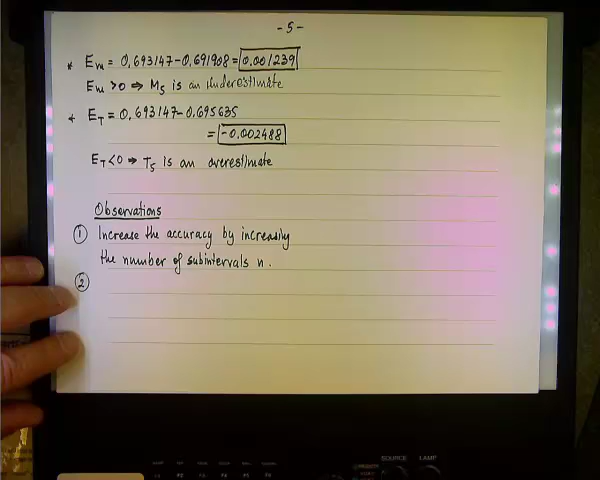 -5-
* E_M = 0,693147-0,691908 = 0.001239
E_M >0 ⇒ M_5 is an underestimate
* E_T = 0,693147-0.695635
= -0.002488
E_T <0 ⇒ T_5 is an overestimate
Observations
① Increase the accuracy by increasing
the number of subintervals n.
②
SOURCE LAMP